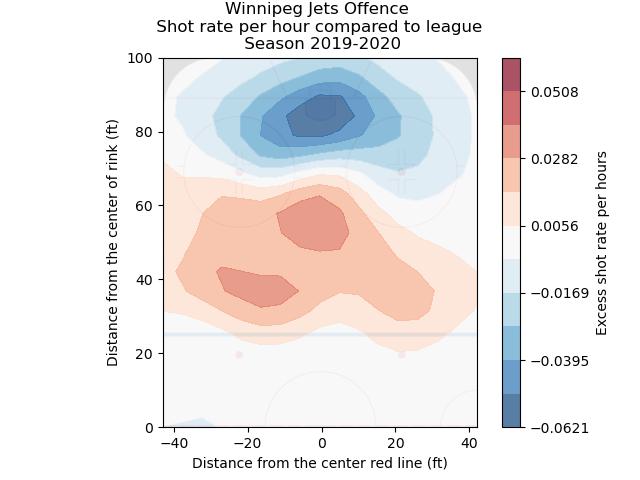 Winnipeg Jets Offence
Shot rate per hour compared to league
Season 2019-2020
100
80
60
40
20
0
Distance from the center of rink (ft)
−40
−20
0
20
40
Distance from the center red line (ft)
0.0508
0.0282
0.0056
−0.0169
−0.0395
−0.0621
Excess shot rate per hours